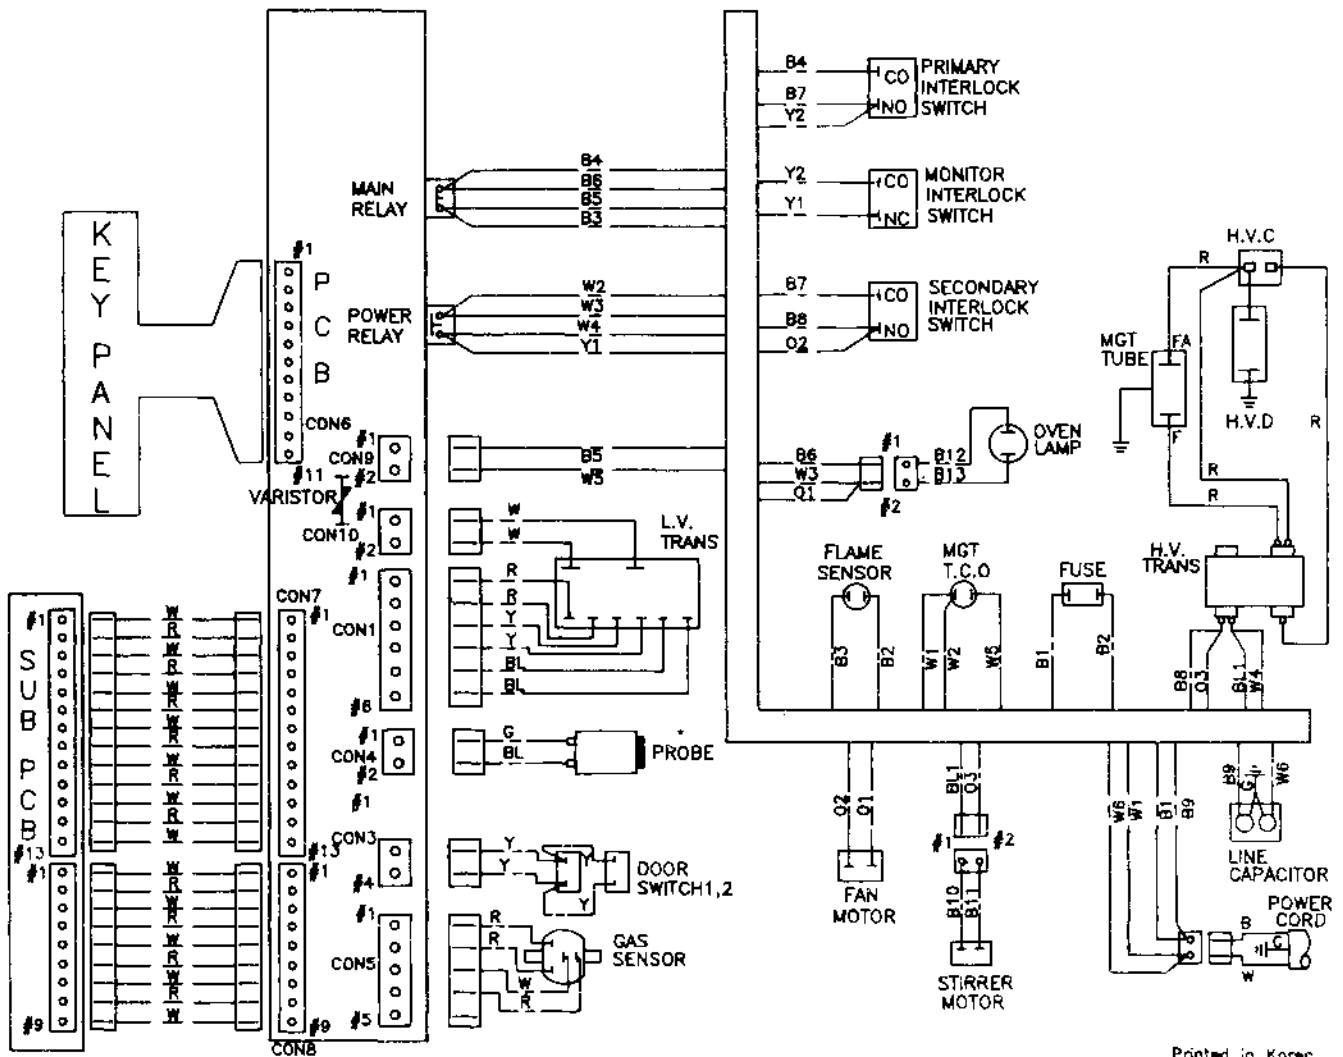 KEY PANEL
#1
P
C
B
CON6
#11
VARISTOR
MAIN
RELAY
POWER
RELAY
#1
CON9
#2
#1
CON10
#2
#1
CON1
#8
#1
CON4
#2
#1
CON3
#4
#1
CON5
#5
B4
B6
B5
B3
W2
W3
W4
Y1
B5
W5
W
W
R
R
Y
Y
BL
BL
L.V.
TRANS
G
BL
*
PROBE
Y
Y
Y
Y
DOOR
SWITCH1,2
R
R
W
R
GAS
SENSOR
SUB PCB
#1
#13
#1
#9
W
R
W
R
W
R
W
R
W
R
W
R
W
W
R
W
R
W
R
W
R
W
CON7
#1
#13
#1
#9
CON8
B4
B7
Y2
CO
NO
PRIMARY
INTERLOCK
SWITCH
Y2
Y1
CO
NC
MONITOR
INTERLOCK
SWITCH
B7
B8
O2
CO
NO
SECONDARY
INTERLOCK
SWITCH
B6
W3
O1
#1
#2
B12
B13
OVEN
LAMP
H.V.C
R
R
MGT
TUBE
FA
F
H.V.D
R
R
H.V.
TRANS
FLAME
SENSOR
MGT
T.C.O
FUSE
B3
B2
W1
W2
W5
B1
B2
B8
O3
BL1
W4
O2
O1
FAN
MOTOR
BL1
O3
#1
#2
B10
B11
STIRRER
MOTOR
W6
W1
B1
B9
B9
G
W6
LINE
CAPACITOR
POWER
CORD
B
G
W
Printed in Korea